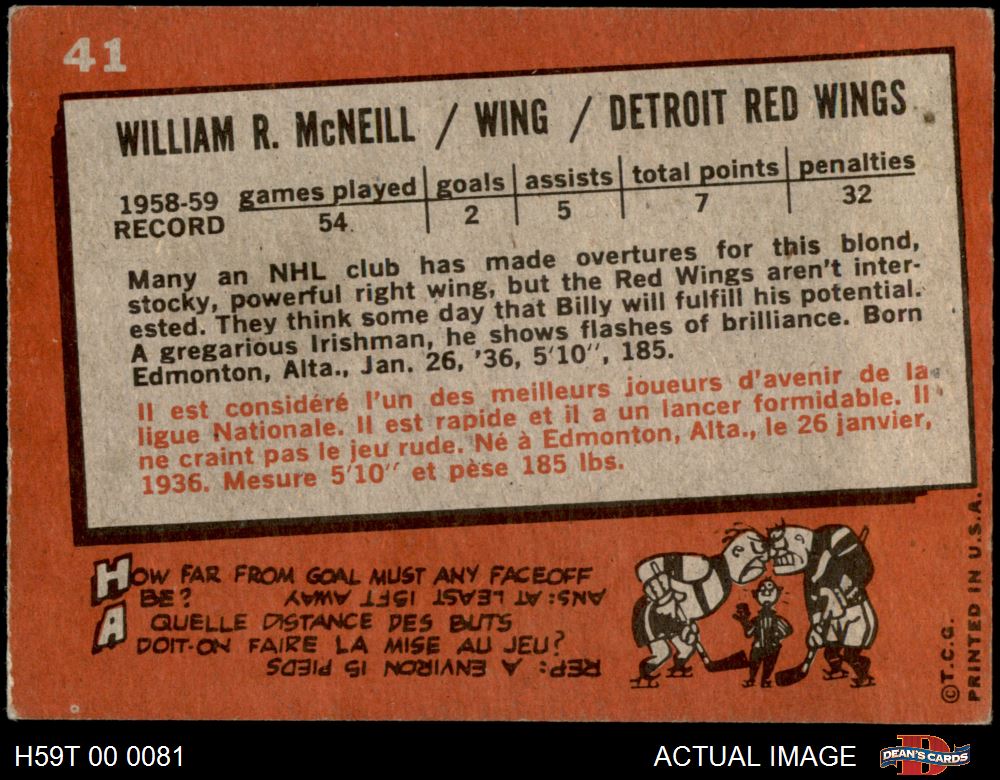 41
WILLIAM R. McNEILL / WING / DETROIT RED WINGS
1958-59 RECORD games played goals assists total points penalties
54 2 5 7 32
Many an NHL club has made overtures for this blond,
stocky, powerful right wing, but the Red Wings aren't inter-
ested. They think some day that Billy will fulfill his potential.
A gregarious Irishman, he shows flashes of brilliance. Born
Edmonton, Alta., Jan. 26, '36, 5'10", 185.
Il est considéré l'un des meilleurs joueurs d'avenir de la
ligue Nationale. Il est rapide et il a un lancer formidable. Il
ne craint pas le jeu rude. Né à Edmonton, Alta., le 26 janvier,
1936. Mesure 5'10" et pèse 185 lbs.
HOW FAR FROM GOAL MUST ANY FACEOFF
BE? ANS: AT LEAST 15FT AWAY
A QUELLE DISTANCE DES BUTS
DOIT-ON FAIRE LA MISE AU JEU?
REP: A ENVIRON 15 PIEDS
©T.C.G. PRINTED IN U.S.A.
H59T 00 0081 ACTUAL IMAGE DEAN'S CARDS